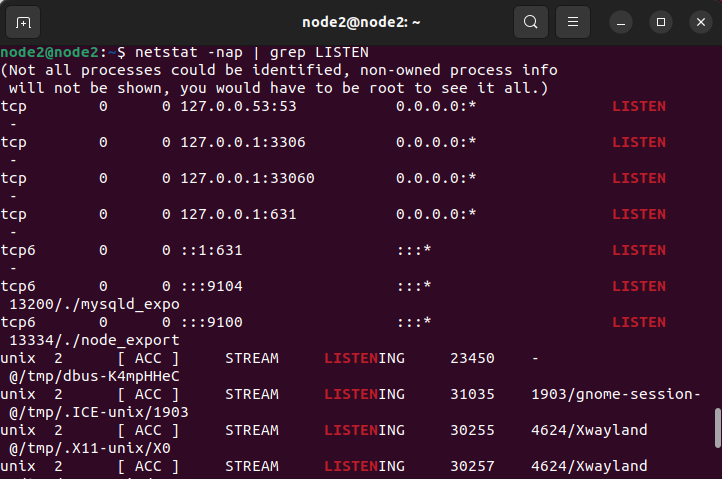 node2@node2: ~
node2@node2:~$ netstat -nap | grep LISTEN
(Not all processes could be identified, non-owned process info
 will not be shown, you would have to be root to see it all.)
tcp        0      0 127.0.0.53:53           0.0.0.0:*               LISTEN
 -
tcp        0      0 127.0.0.1:3306          0.0.0.0:*               LISTEN
 -
tcp        0      0 127.0.0.1:33060         0.0.0.0:*               LISTEN
 -
tcp        0      0 127.0.0.1:631           0.0.0.0:*               LISTEN
 -
tcp6       0      0 ::1:631                 :::*                    LISTEN
 -
tcp6       0      0 :::9104                 :::*                    LISTEN
 13200/./mysqld_expo
tcp6       0      0 :::9100                 :::*                    LISTEN
 13334/./node_export
unix  2      [ ACC ]     STREAM     LISTENING     23450    -
 @/tmp/dbus-K4mpHHeC
unix  2      [ ACC ]     STREAM     LISTENING     31035    1903/gnome-session-
 @/tmp/.ICE-unix/1903
unix  2      [ ACC ]     STREAM     LISTENING     30255    4624/Xwayland
 @/tmp/.X11-unix/X0
unix  2      [ ACC ]     STREAM     LISTENING     30257    4624/Xwayland